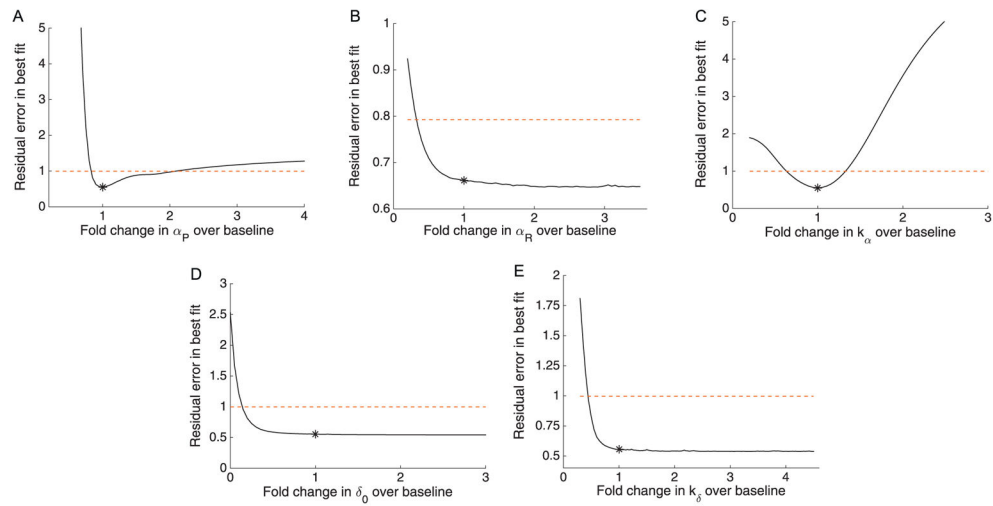 A
Residual error in best fit
5
4
3
2
1
0
1 2 3 4
Fold change in αP over baseline
B
Residual error in best fit
1
0.9
0.8
0.7
0.6
0 1 2 3
Fold change in αR over baseline
C
Residual error in best fit
5
4
3
2
1
0
0 1 2 3
Fold change in kα over baseline
D
Residual error in best fit
3
2.5
2
1.5
1
0.5
0
0 1 2 3
Fold change in δ0 over baseline
E
Residual error in best fit
2
1.75
1.5
1.25
1
0.75
0.5
0 1 2 3 4
Fold change in kδ over baseline